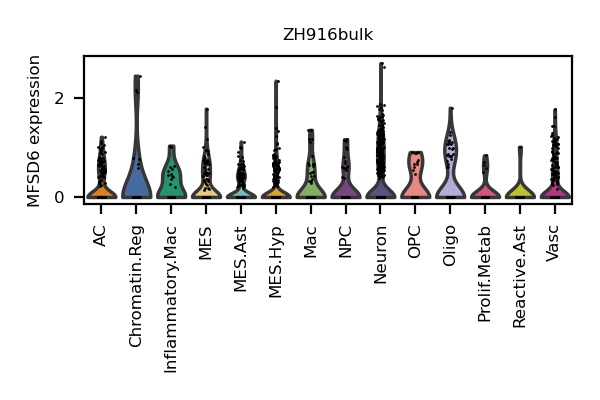 ZH916bulk
MFSD6 expression
2
0
AC
Chromatin.Reg
Inflammatory.Mac
MES
MES.Ast
MES.Hyp
Mac
NPC
Neuron
OPC
Oligo
Prolif.Metab
Reactive.Ast
Vasc